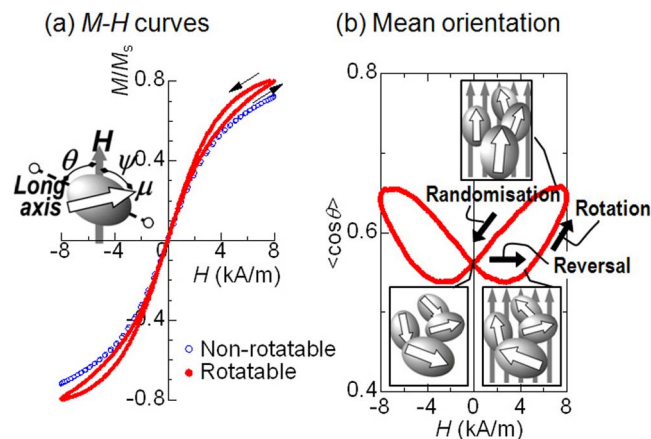 (a) M-H curves
(b) Mean orientation
M/Mₛ
0.8
0.4
H
θ
ψ
μ
Long
axis
-8
-4
0
4
8
H (kA/m)
-0.4
-0.8
Non-rotatable
Rotatable
0.8
<cosθ>
0.6
0.4
Randomisation
Rotation
Reversal
-8
-4
0
4
8
H (kA/m)